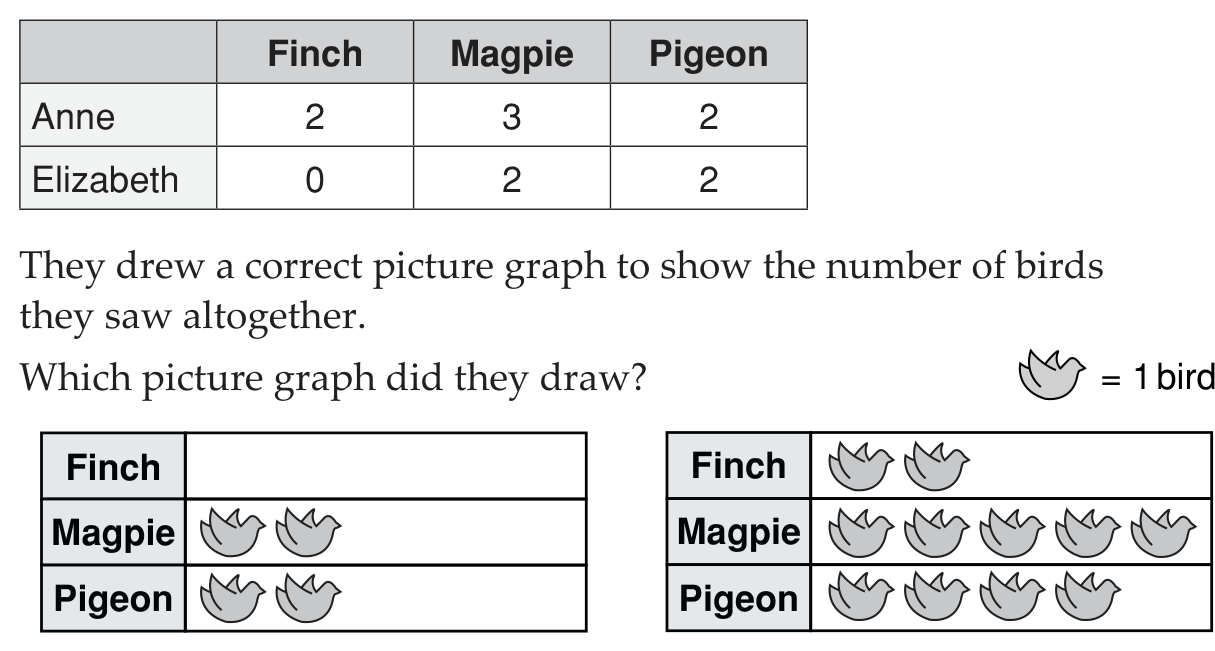 Finch Magpie Pigeon
Anne 2 3 2
Elizabeth 0 2 2
They drew a correct picture graph to show the number of birds
they saw altogether.
Which picture graph did they draw?
= 1 bird
Finch
Magpie
Pigeon
Finch
Magpie
Pigeon